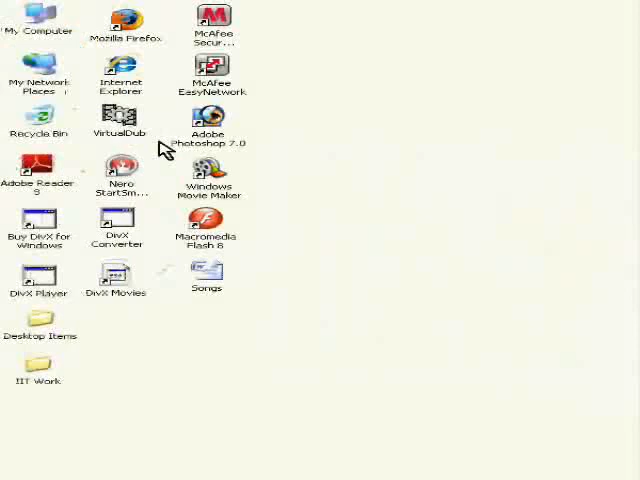 My Computer
Mozilla Firefox
McAfee
Secur...
My Network
Places
Internet
Explorer
McAfee
EasyNetwork
Recycle Bin
VirtualDub
Adobe
Photoshop 7.0
Adobe Reader
9
Nero
StartSm...
Windows
Movie Maker
Buy DivX for
Windows
DivX
Converter
Macromedia
Flash 8
DivX Player
DivX Movies
Songs
Desktop Items
IIT Work